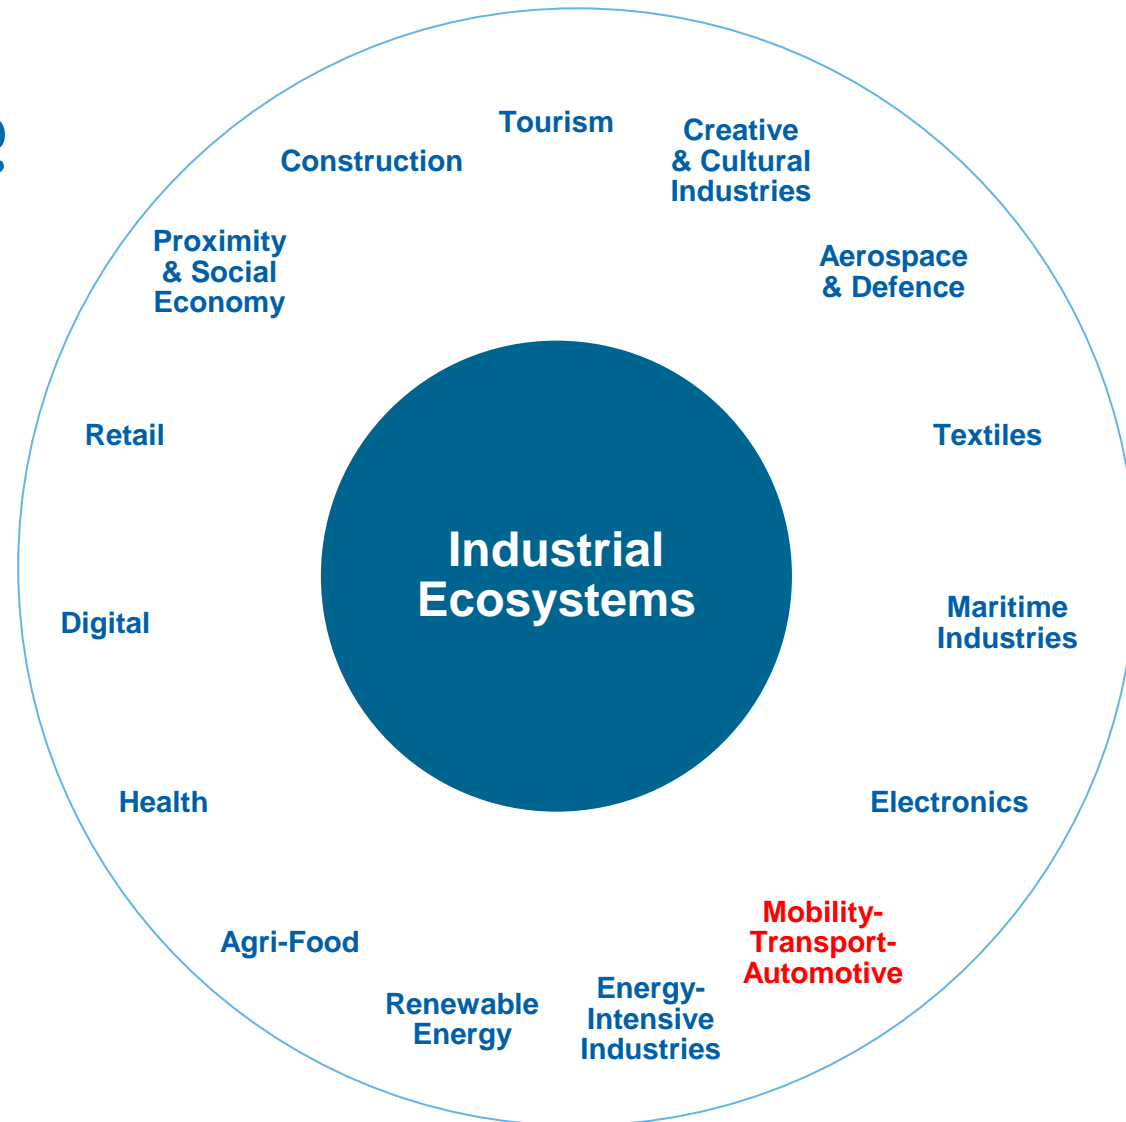 ?
Tourism
Creative
& Cultural
Industries
Construction
Proximity
& Social
Economy
Aerospace
& Defence
Retail
Textiles
Industrial
Ecosystems
Digital
Maritime
Industries
Health
Electronics
Agri-Food
Mobility-
Transport-
Automotive
Renewable
Energy
Energy-
Intensive
Industries